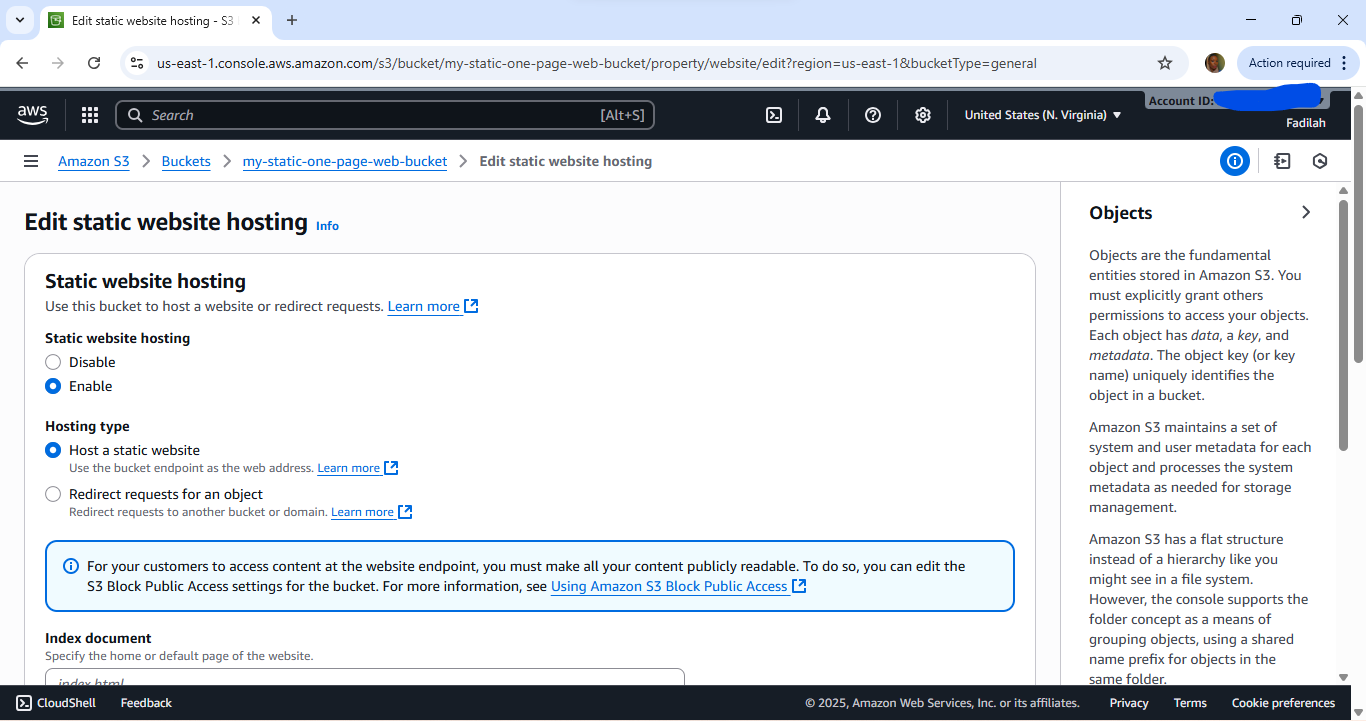 Edit static website hosting - S3
us-east-1.console.aws.amazon.com/s3/bucket/my-static-one-page-web-bucket/property/website/edit?region=us-east-1&bucketType=general
Action required
aws
Search [Alt+S]
United States (N. Virginia)
Account ID:
Fadilah
Amazon S3 > Buckets > my-static-one-page-web-bucket > Edit static website hosting
Edit static website hosting Info
Static website hosting
Use this bucket to host a website or redirect requests. Learn more
Static website hosting
Disable
Enable
Hosting type
Host a static website
Use the bucket endpoint as the web address. Learn more
Redirect requests for an object
Redirect requests to another bucket or domain. Learn more
For your customers to access content at the website endpoint, you must make all your content publicly readable. To do so, you can edit the
S3 Block Public Access settings for the bucket. For more information, see Using Amazon S3 Block Public Access
Index document
Specify the home or default page of the website.
index.html
Objects
Objects are the fundamental
entities stored in Amazon S3. You
must explicitly grant others
permissions to access your objects.
Each object has data, a key, and
metadata. The object key (or key
name) uniquely identifies the
object in a bucket.
Amazon S3 maintains a set of
system and user metadata for each
object and processes the system
metadata as needed for storage
management.
Amazon S3 has a flat structure
instead of a hierarchy like you
might see in a file system.
However, the console supports the
folder concept as a means of
grouping objects, using a shared
name prefix for objects in the
same folder.
CloudShell Feedback
© 2025, Amazon Web Services, Inc. or its affiliates. Privacy Terms Cookie preferences